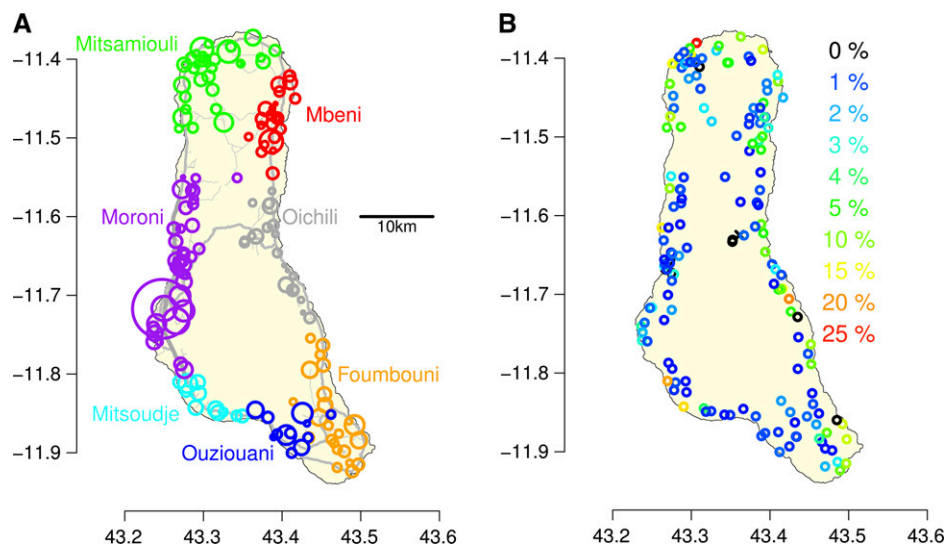 A
B
Mitsamiouli
Mbeni
Moroni
Oichili
10km
Foumbouni
Mitsoudje
Ouziouani
−11.4
−11.5
−11.6
−11.7
−11.8
−11.9
43.2 43.3 43.4 43.5 43.6
−11.4
−11.5
−11.6
−11.7
−11.8
−11.9
0 %
1 %
2 %
3 %
4 %
5 %
10 %
15 %
20 %
25 %
43.2 43.3 43.4 43.5 43.6